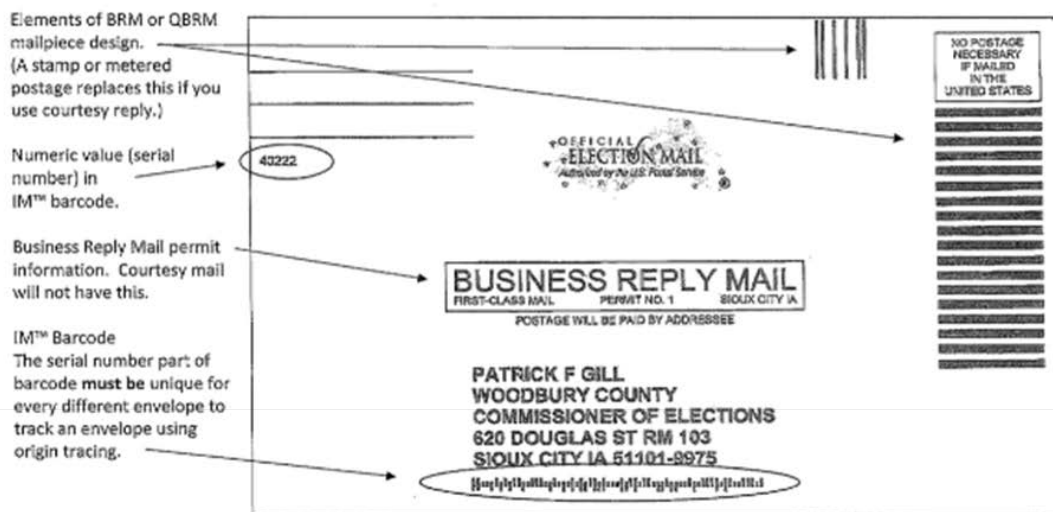 Elements of BRM or QBRM
mailpiece design.
(A stamp or metered
postage replaces this if you
use courtesy reply.)
Numeric value (serial
number) in
IM™ barcode.
Business Reply Mail permit
information. Courtesy mail
will not have this.
IM™ Barcode
The serial number part of
barcode must be unique for
every different envelope to
track an envelope using
origin tracing.
NO POSTAGE
NECESSARY
IF MAILED
IN THE
UNITED STATES
43222
OFFICIAL
ELECTION MAIL
Authorized by the U.S. Postal Service
BUSINESS REPLY MAIL
FIRST-CLASS MAIL PERMIT NO. 1 SIOUX CITY IA
POSTAGE WILL BE PAID BY ADDRESSEE
PATRICK F GILL
WOODBURY COUNTY
COMMISSIONER OF ELECTIONS
620 DOUGLAS ST RM 103
SIOUX CITY IA 51101-9975